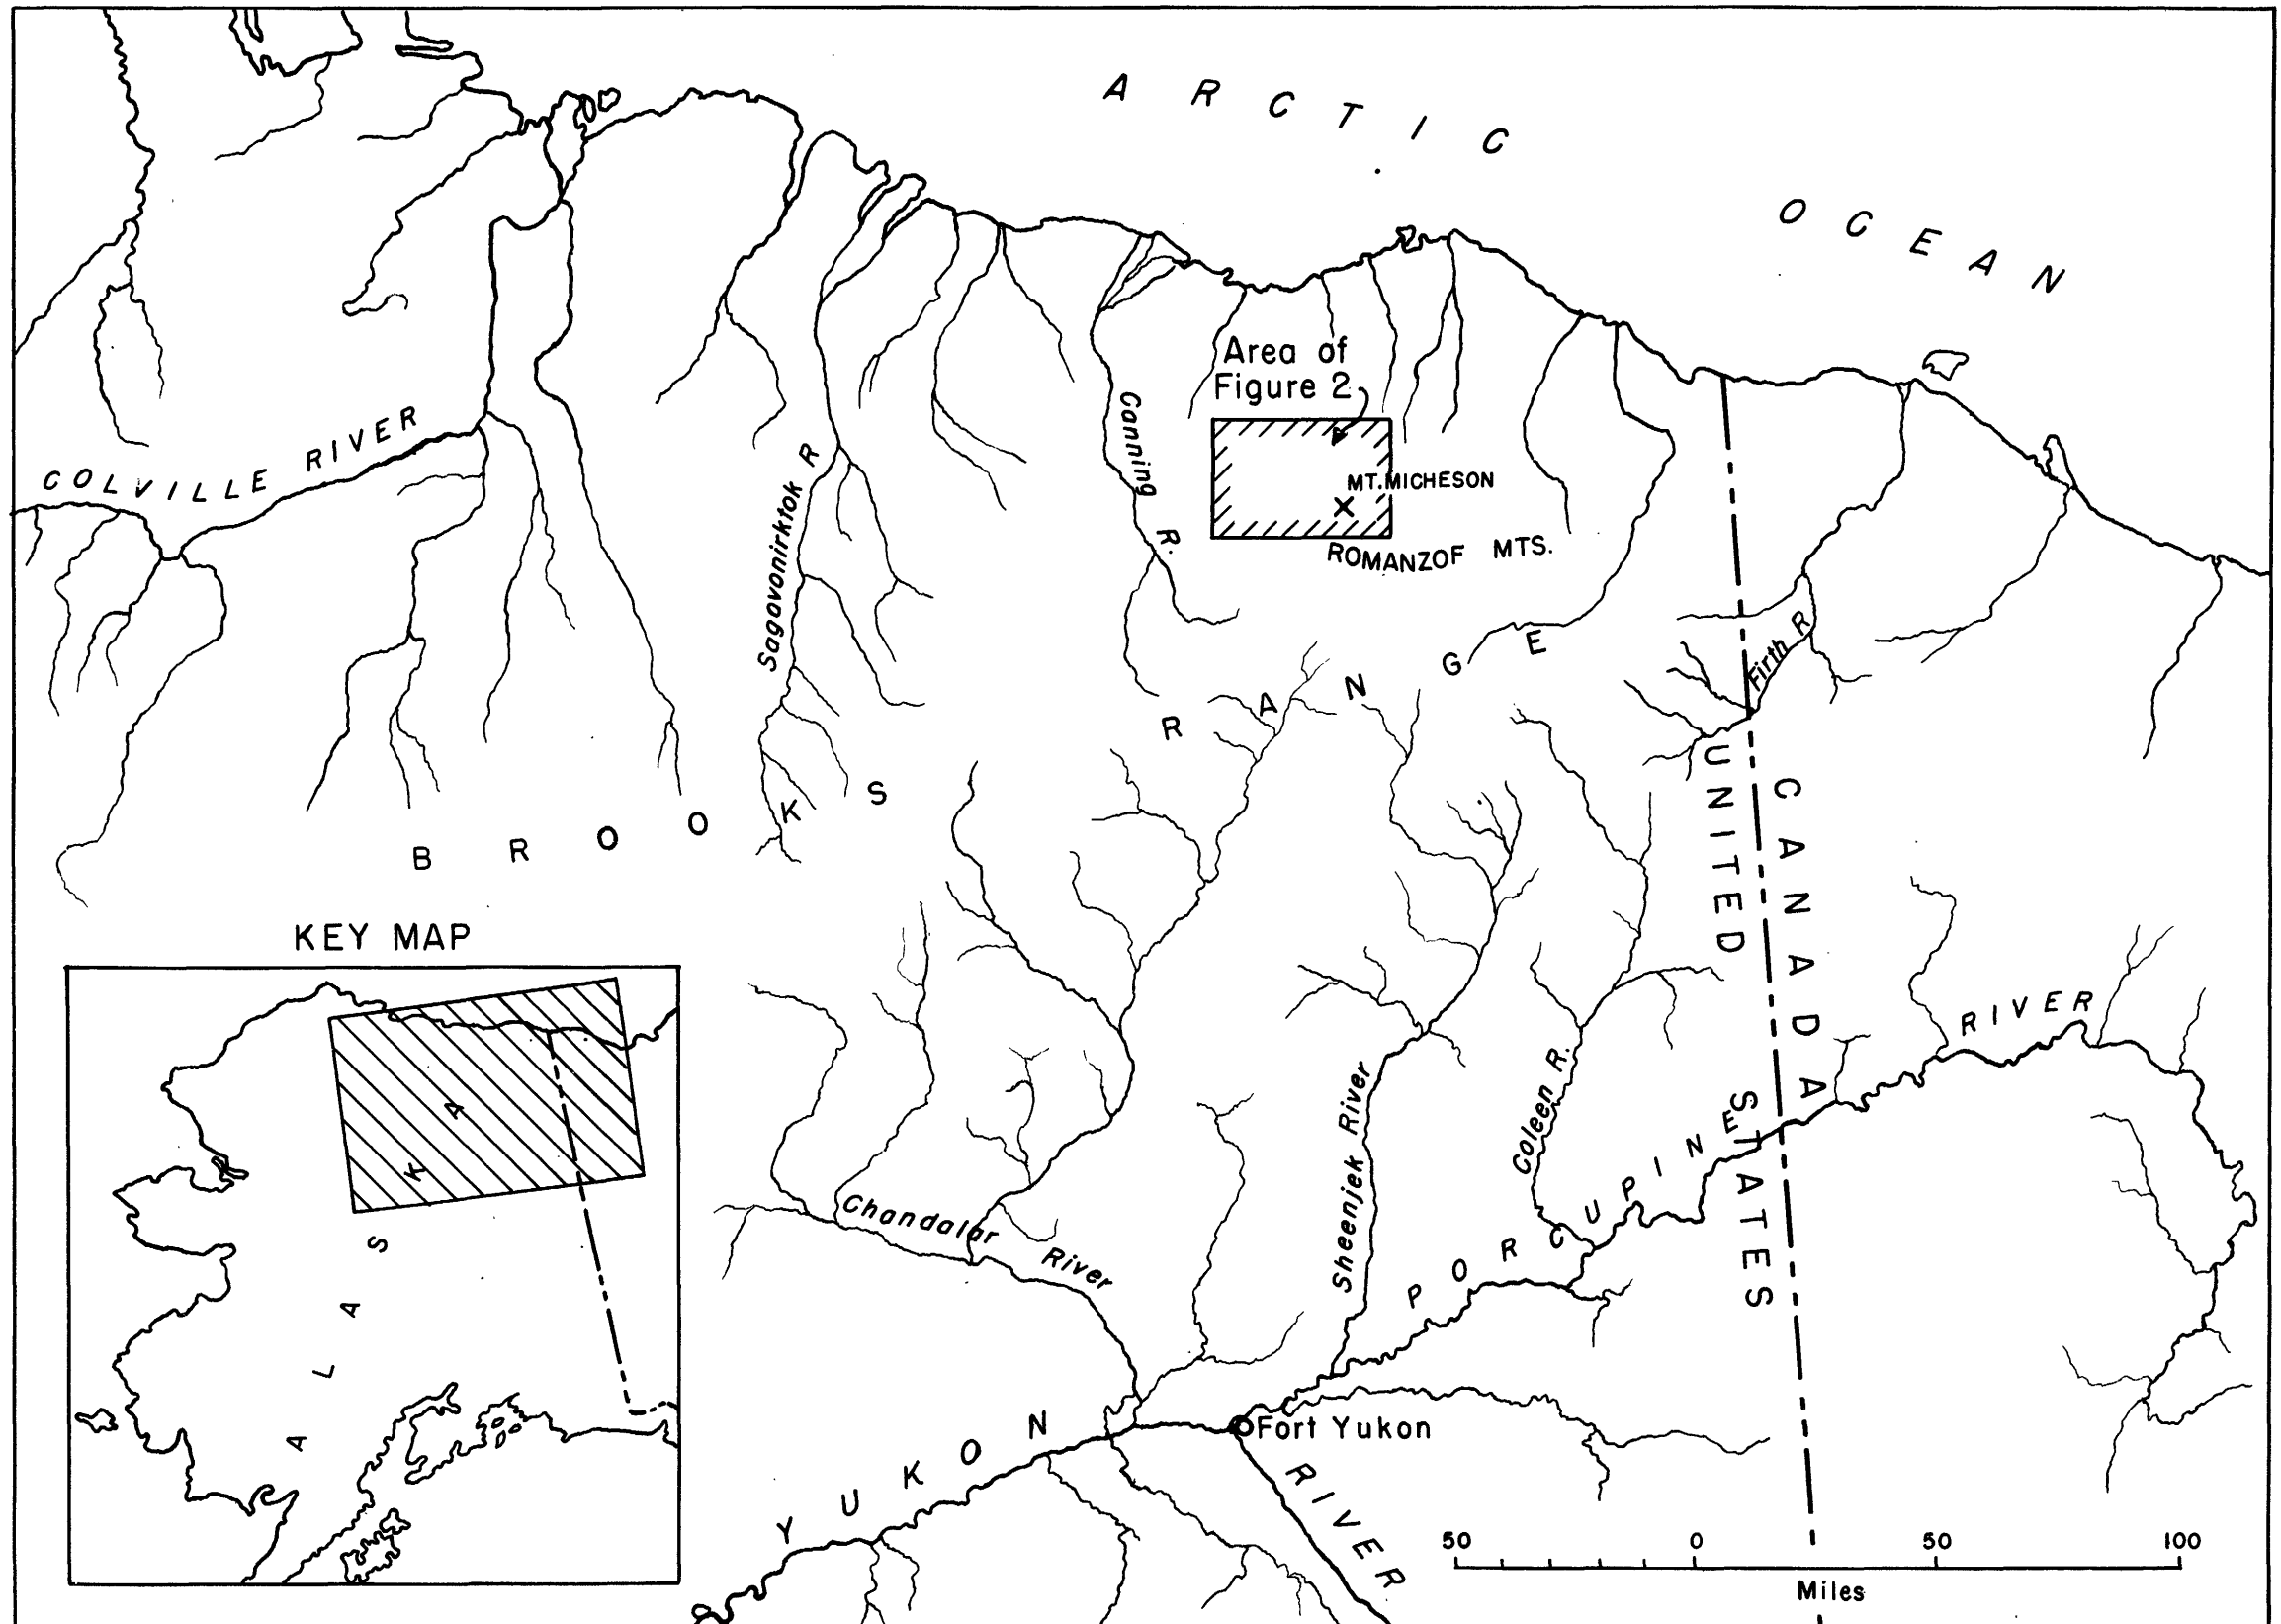 ARCTIC OCEAN
Area of
Figure 2
COLVILLE RIVER
Canning R.
Sagavonirktok R
MT. MICHESON
X
ROMANZOF MTS.
Firth R
BROOKS RANGE
UNITED STATES
CANADA
KEY MAP
ALASKA
PORCUPINE RIVER
Sheenjek River
Coleen R.
Chandalar River
Fort Yukon
YUKON RIVER
50 0 50 100
Miles